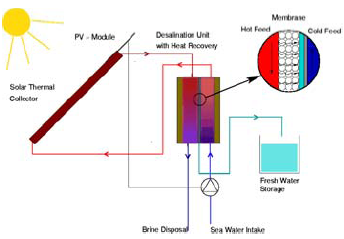 PV - Module
Desalination Unit
with Heat Recovery
Membrane
Hot Feed
Cold Feed
Solar Thermal
Collector
Fresh Water
Storage
Brine Disposal
Sea Water Intake